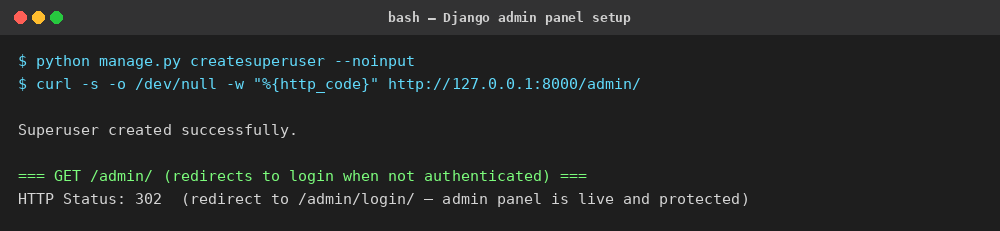 bash — Django admin panel setup
$ python manage.py createsuperuser --noinput
$ curl -s -o /dev/null -w "%{http_code}" http://127.0.0.1:8000/admin/
Superuser created successfully.
=== GET /admin/ (redirects to login when not authenticated) ===
HTTP Status: 302  (redirect to /admin/login/ — admin panel is live and protected)